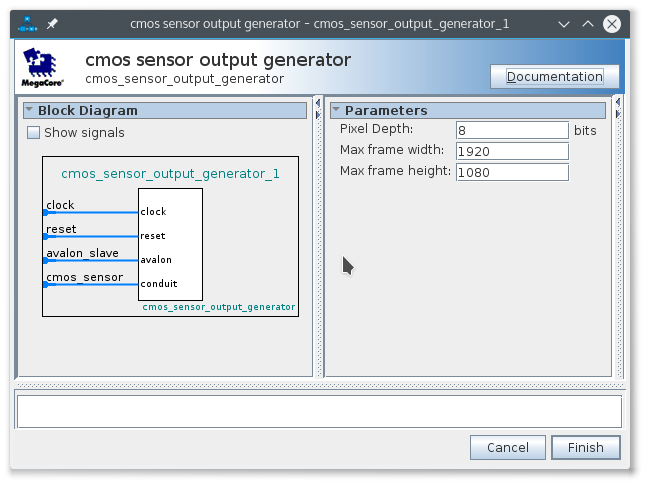 cmos sensor output generator - cmos_sensor_output_generator_1
MegaCore®
cmos sensor output generator
cmos_sensor_output_generator
Documentation
Block Diagram
Show signals
cmos_sensor_output_generator_1
clock
clock
reset
reset
avalon_slave
avalon
cmos_sensor
conduit
cmos_sensor_output_generator
Parameters
Pixel Depth: 8 bits
Max frame width: 1920
Max frame height: 1080
Cancel
Finish